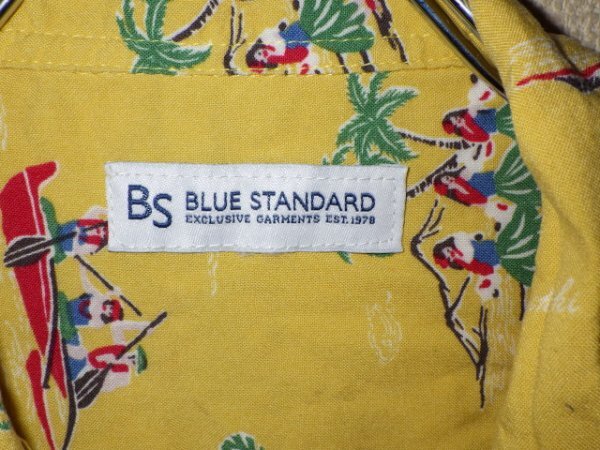 BS BLUE STANDARD
EXCLUSIVE GARMENTS EST.1978